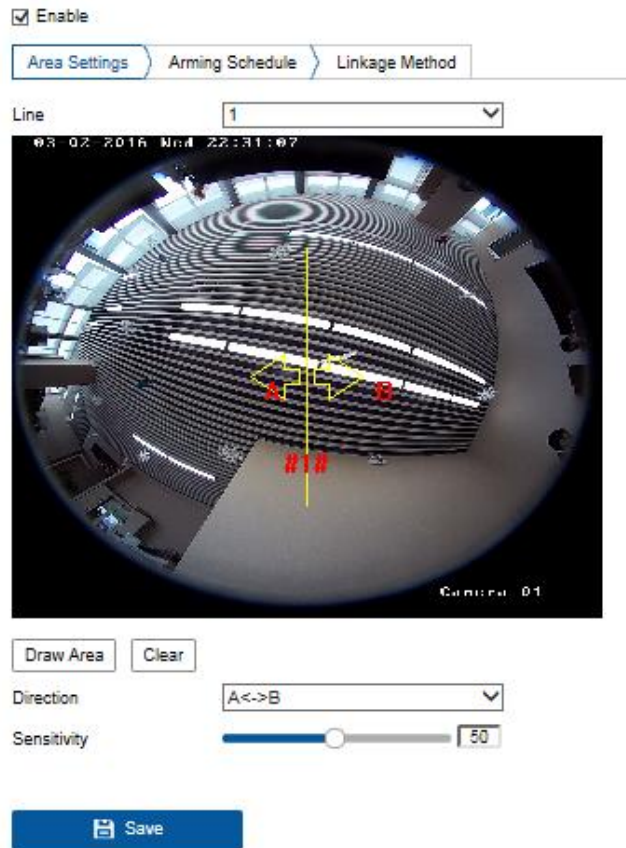 Enable
Area Settings Arming Schedule Linkage Method
Line 1
03-02-2016 Wed 22:31:07
A B
#1#
Camera 01
Draw Area Clear
Direction A<->B
Sensitivity 50
Save